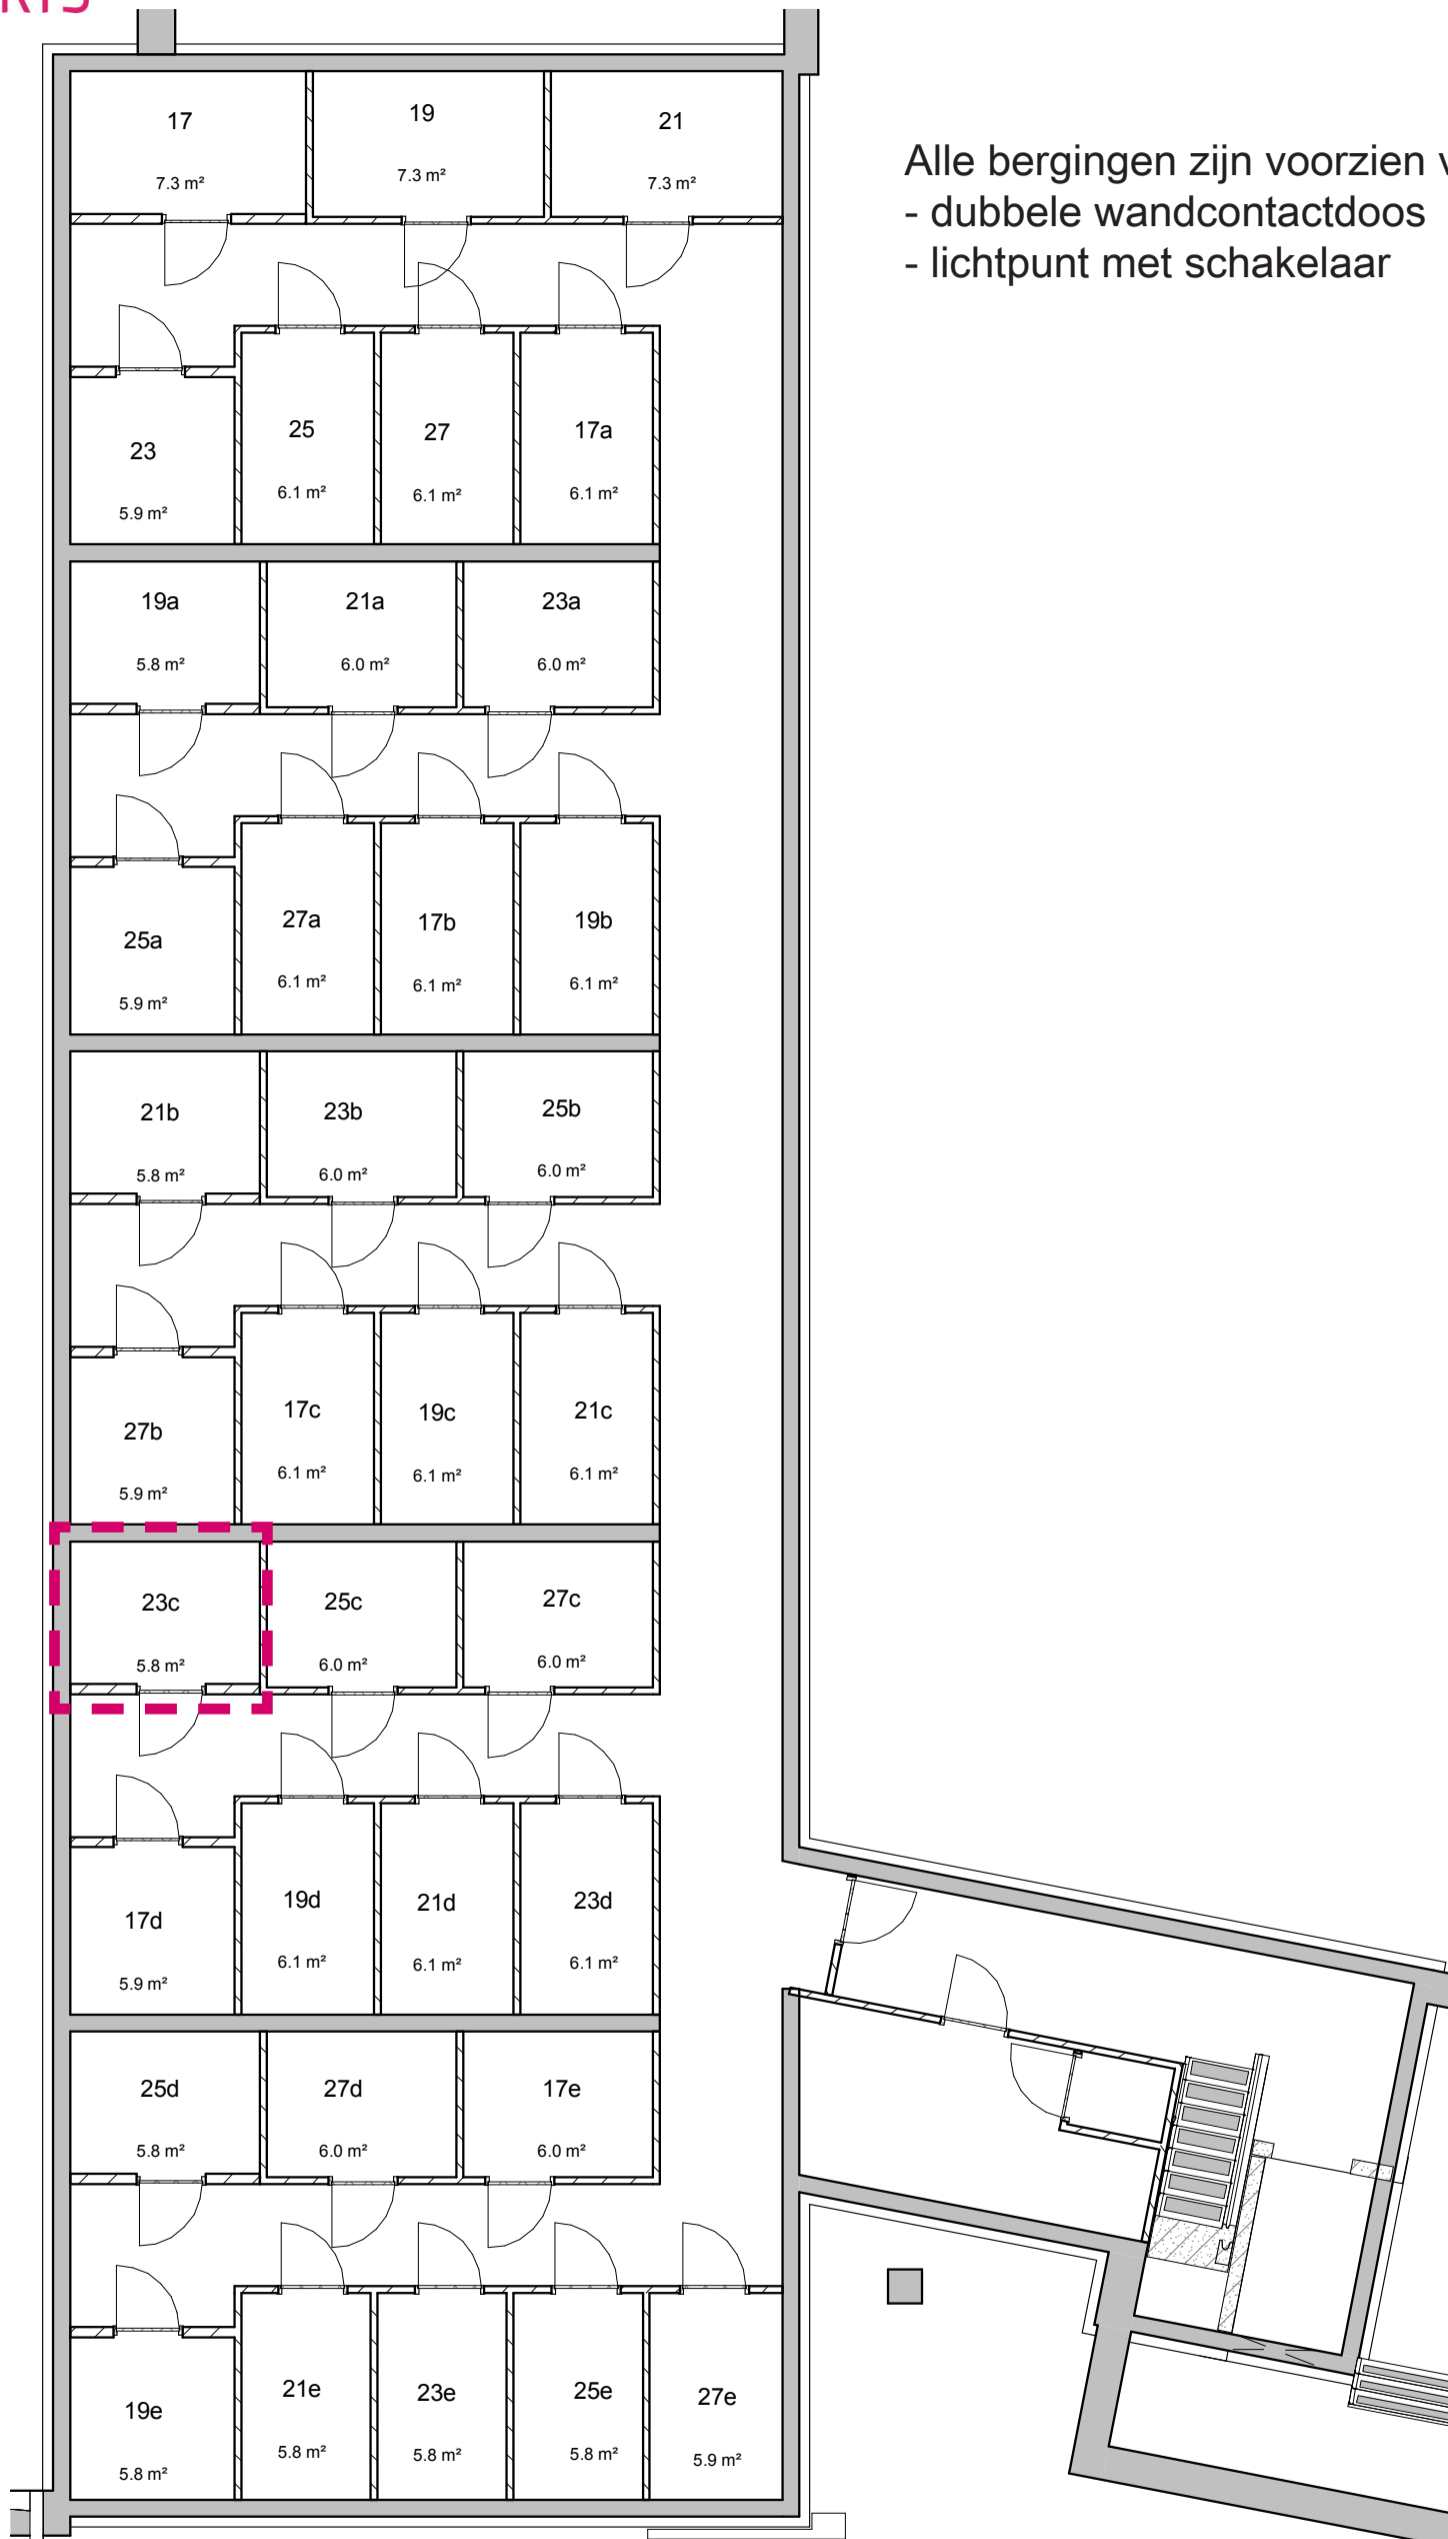 Alle bergingen zijn voorzien
- dubbele wandcontactdoos
- lichtpunt met schakelaar
17 19 21
7.3 m² 7.3 m² 7.3 m²
23 25 27 17a
5.9 m² 6.1 m² 6.1 m² 6.1 m²
19a 21a 23a
5.8 m² 6.0 m² 6.0 m²
25a 27a 17b 19b
5.9 m² 6.1 m² 6.1 m² 6.1 m²
21b 23b 25b
5.8 m² 6.0 m² 6.0 m²
27b 17c 19c 21c
5.9 m² 6.1 m² 6.1 m² 6.1 m²
23c 25c 27c
5.8 m² 6.0 m² 6.0 m²
17d 19d 21d 23d
5.9 m² 6.1 m² 6.1 m² 6.1 m²
25d 27d 17e
5.8 m² 6.0 m² 6.0 m²
19e 21e 23e 25e 27e
5.8 m² 5.8 m² 5.8 m² 5.8 m² 5.9 m²